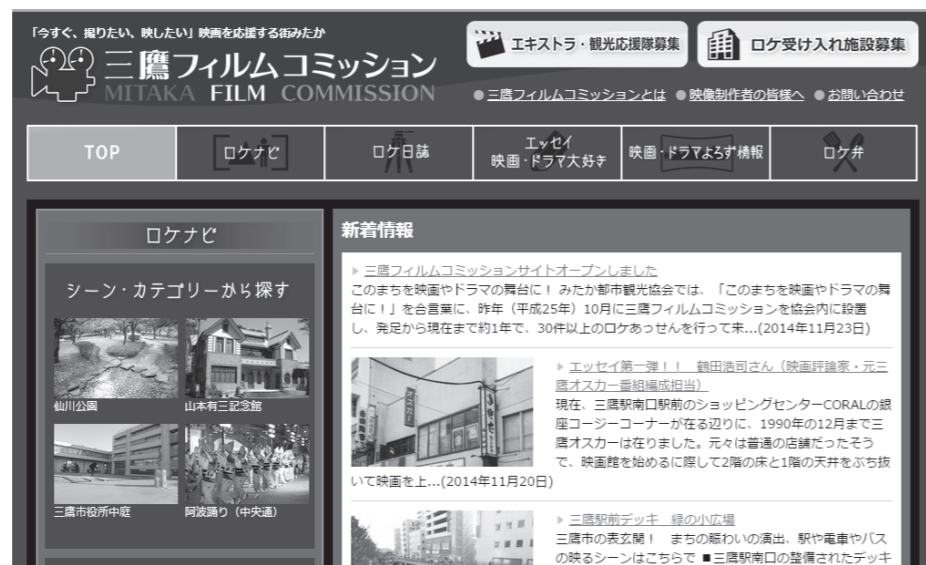 「今すぐ、撮りたい、映したい」映画を応援する街みたか
三鷹フィルムコミッション
MITAKA FILM COMMISSION
エキストラ・観光応援隊募集
ロケ受け入れ施設募集
三鷹フィルムコミッションとは
映像制作者の皆様へ
お問い合わせ
TOP
ロケナビ
ロケ日誌
エッセイ
映画・ドラマ大好き
映画・ドラマよろず情報
ロケ弁
ロケナビ
シーン・カテゴリーから探す
仙川公園
山本有三記念館
三鷹市役所中庭
阿波踊り（中央通）
新着情報
三鷹フィルムコミッションサイトオープンしました
このまちを映画やドラマの舞台に！ みたか都市観光協会では、「このまちを映画やドラマの舞
台に！」を合言葉に、昨年（平成25年）10月に三鷹フィルムコミッションを協会内に設置
し、発足から現在まで約1年で、30件以上のロケあっせんを行って来...(2014年11月23日)
エッセイ第一弾！！ 鶴田浩司さん（映画評論家・元三
鷹オスカー番組編成担当）
現在、三鷹駅南口駅前のショッピングセンターCORALの銀
座コージーコーナーが在る辺りに、1990年の12月まで三
鷹オスカーは在りました。元々は普通の店舗だったそう
で、映画館を始めるに際して2階の床と1階の天井をぶち抜
いて映画を上...(2014年11月20日)
オスカー
三鷹駅前デッキ 緑の小広場
三鷹市の表玄関！ まちの賑わいの演出、駅や電車やバス
の映るシーンはこちらで ■三鷹駅南口の整備されたデッキ